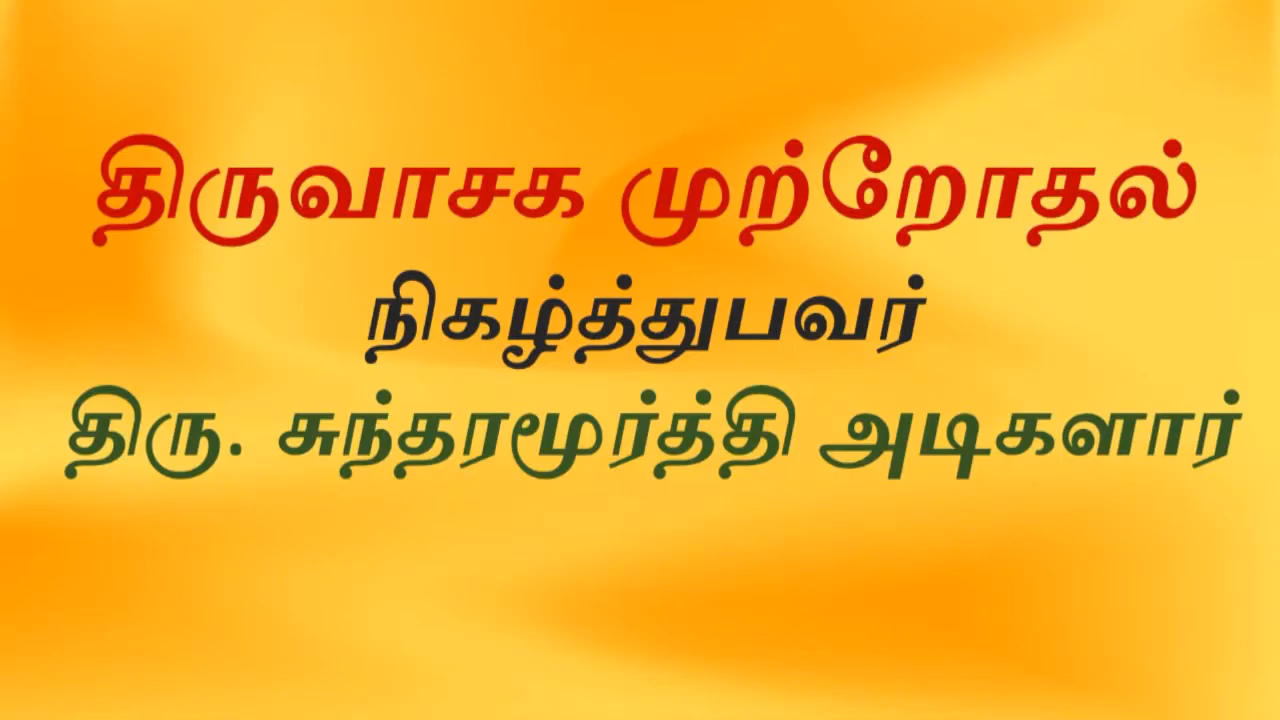 திருவாசக முற்றோதல்
நிகழ்த்துபவர்
திரு. சுந்தரமூர்த்தி அடிகளார்